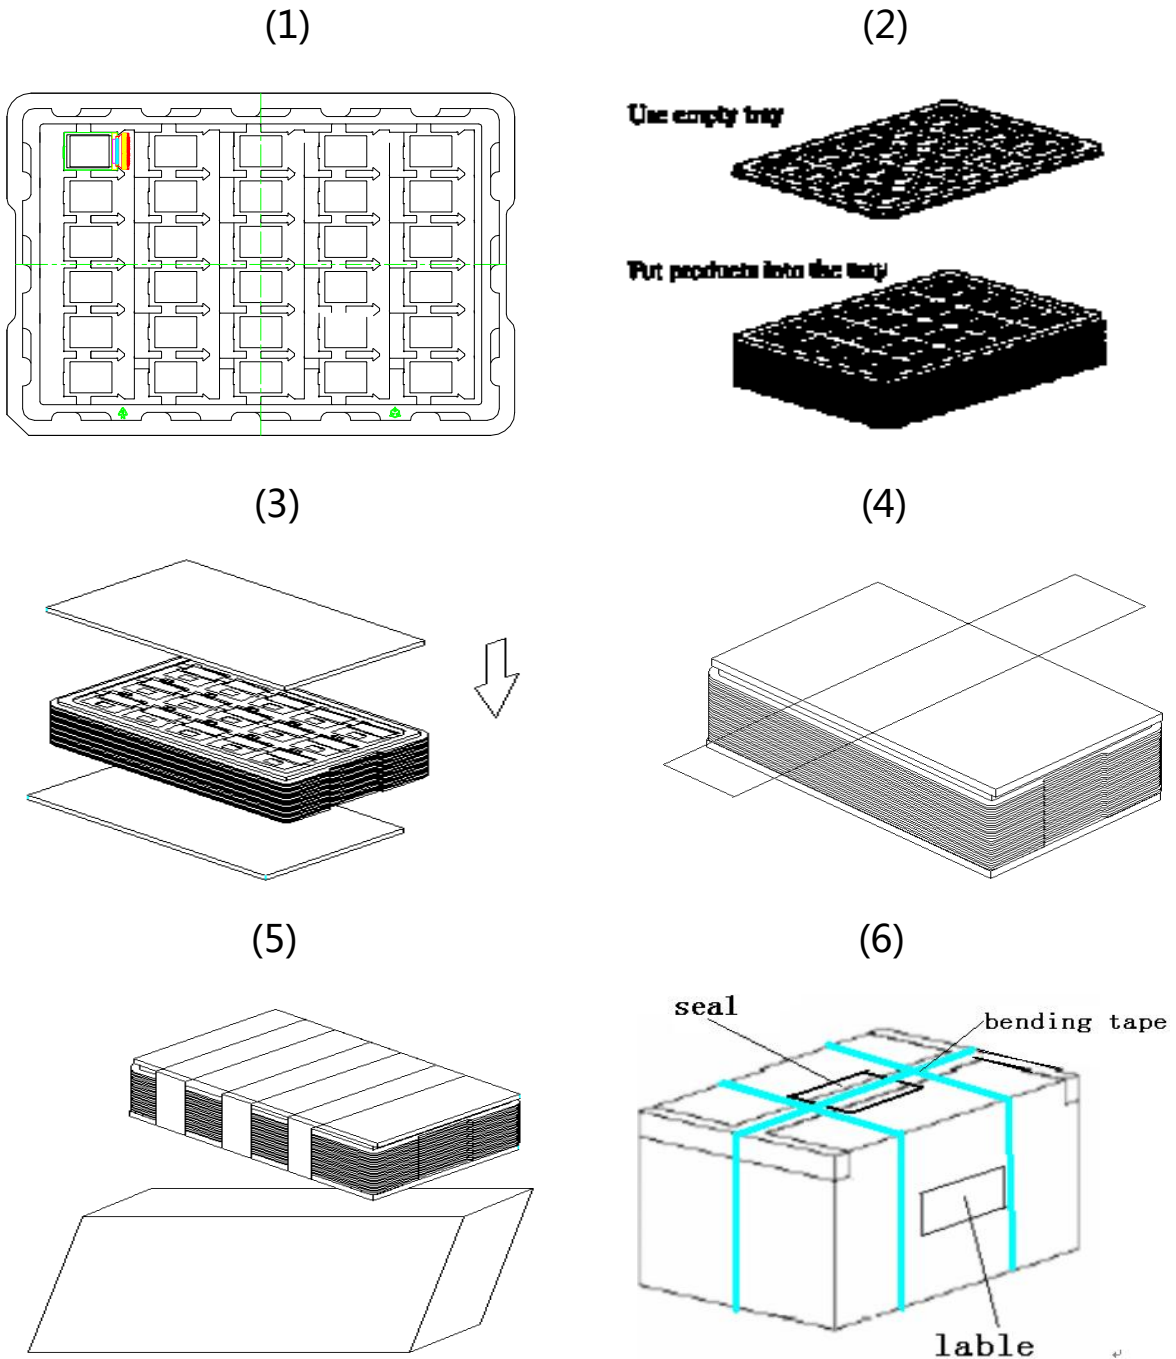 (1)
(2)
Use empty tray
Put products into the tray
(3)
(4)
(5)
(6)
seal
bending tape
lable